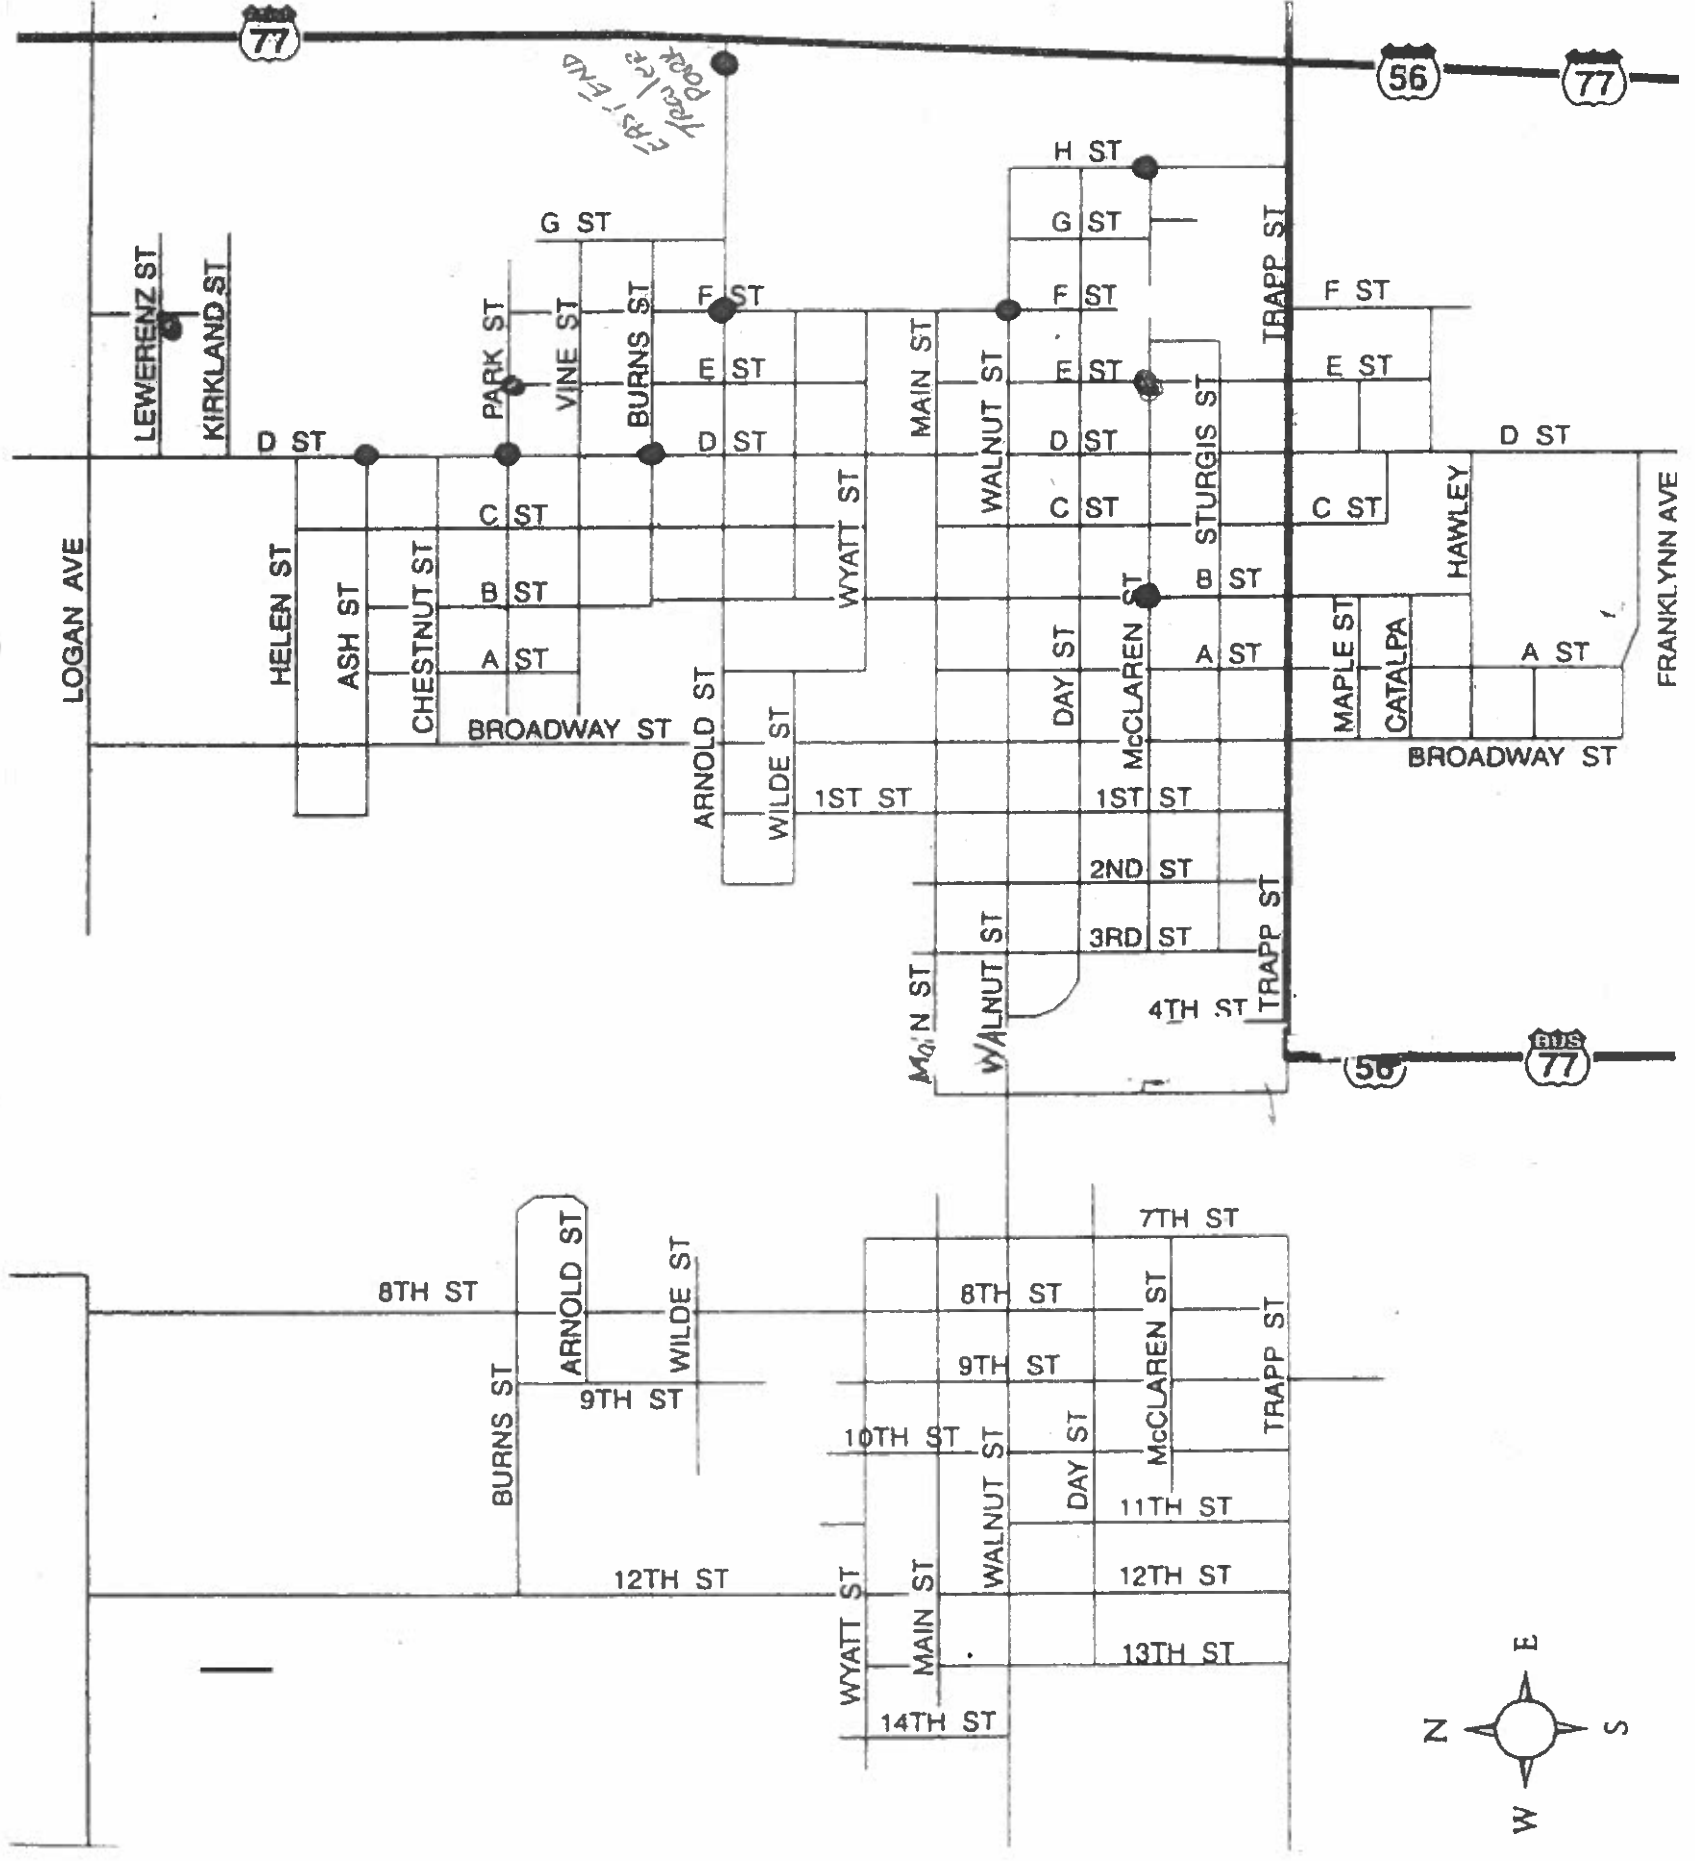 77
56
77
EAST END
TRailER
PARK
H ST
G ST
G ST
LEWERENZ ST
KIRKLAND ST
PARK ST
VINE ST
BURNS ST
F ST
F ST
TRAPP ST
F ST
MAIN ST
WALNUT ST
E ST
E ST
E ST
STURGIS ST
D ST
D ST
D ST
D ST
C ST
WYATT ST
C ST
C ST
HAWLEY
FRANKLYNN AVE
LOGAN AVE
HELEN ST
ASH ST
CHESTNUT ST
B ST
B ST
A ST
ARNOLD ST
WILDE ST
DAY ST
McCLAREN ST
A ST
MAPLE ST
CATALPA
A ST
BROADWAY ST
BROADWAY ST
1ST ST
1ST ST
2ND ST
3RD ST
MAIN ST
WALNUT ST
TRAPP ST
4TH ST
56
BUS
77
7TH ST
8TH ST
ARNOLD ST
WILDE ST
8TH ST
McCLAREN ST
TRAPP ST
9TH ST
9TH ST
BURNS ST
10TH ST
WALNUT ST
DAY ST
11TH ST
12TH ST
WYATT ST
MAIN ST
12TH ST
13TH ST
14TH ST
E
N
S
W